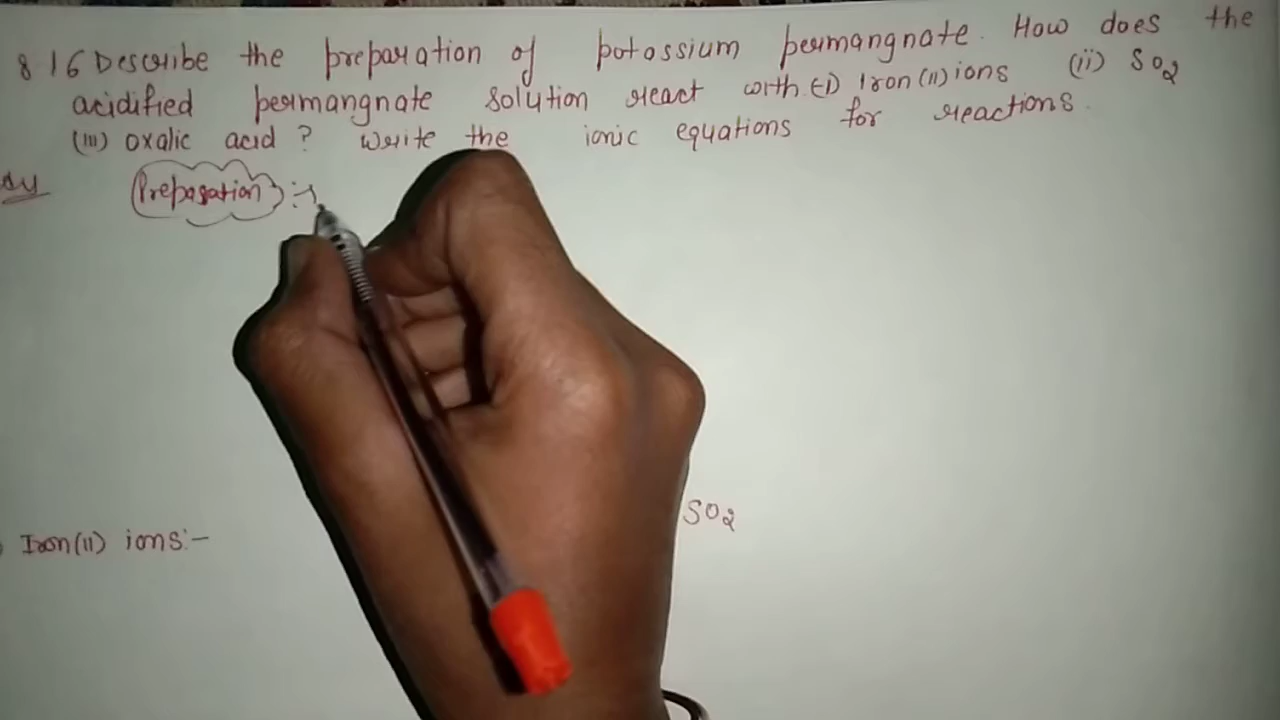 8.16 Describe the preparation of potossium permangnate. How does the
acidified permangnate solution react with (I) Iron (II) ions (ii) SO2
(III) oxalic acid ? Write the ionic equations for reactions.
Preparation :-
Iron(II) ions:-
SO2